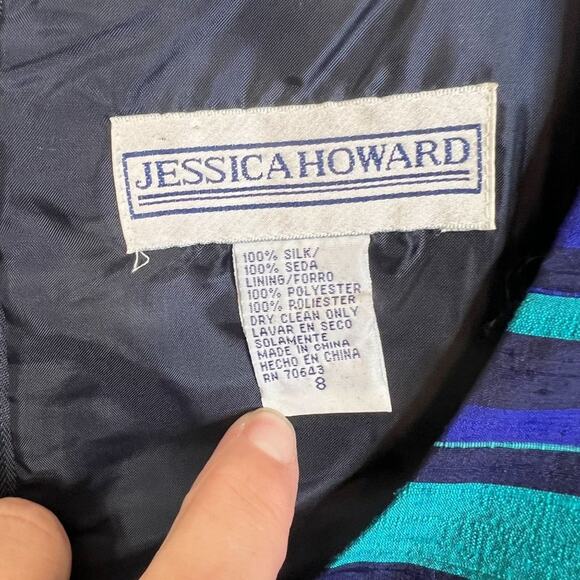 JESSICA HOWARD
100% SILK/
100% SEDA
LINING/FORRO
100% POLYESTER
100% POLIESTER
DRY CLEAN ONLY
LAVAR EN SECO
SOLAMENTE
MADE IN CHINA
HECHO EN CHINA
RN 70643
8